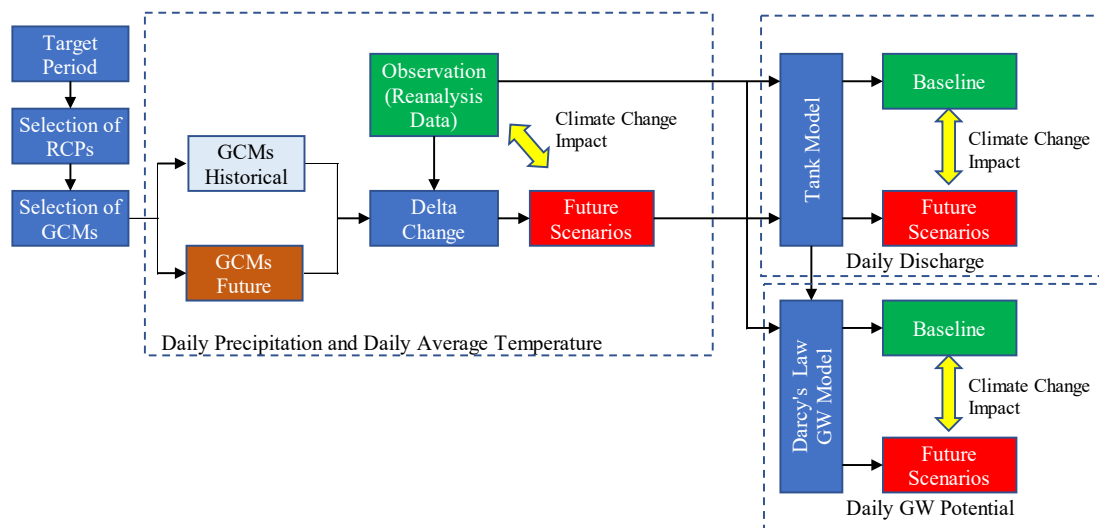 Target
Period
Selection of
RCPs
Selection of
GCMs
GCMs
Historical
GCMs
Future
Observation
(Reanalysis
Data)
Climate Change
Impact
Delta
Change
Future
Scenarios
Daily Precipitation and Daily Average Temperature
Tank Model
Baseline
Climate Change
Impact
Future
Scenarios
Daily Discharge
Darcy's Law
GW Model
Baseline
Climate Change
Impact
Future
Scenarios
Daily GW Potential